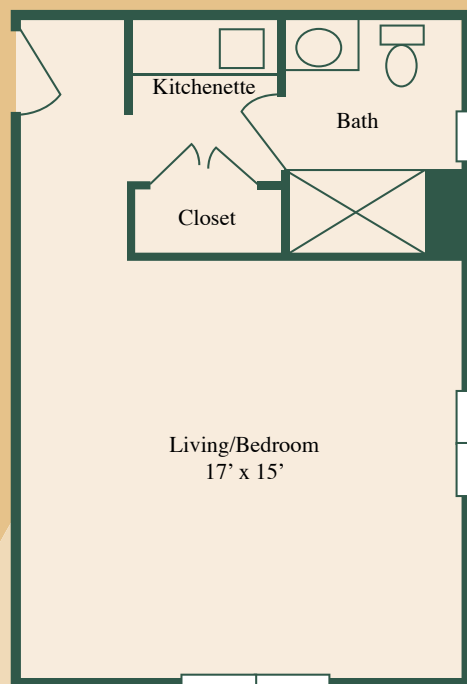 Kitchenette
Bath
Closet
Living/Bedroom
17’ x 15’